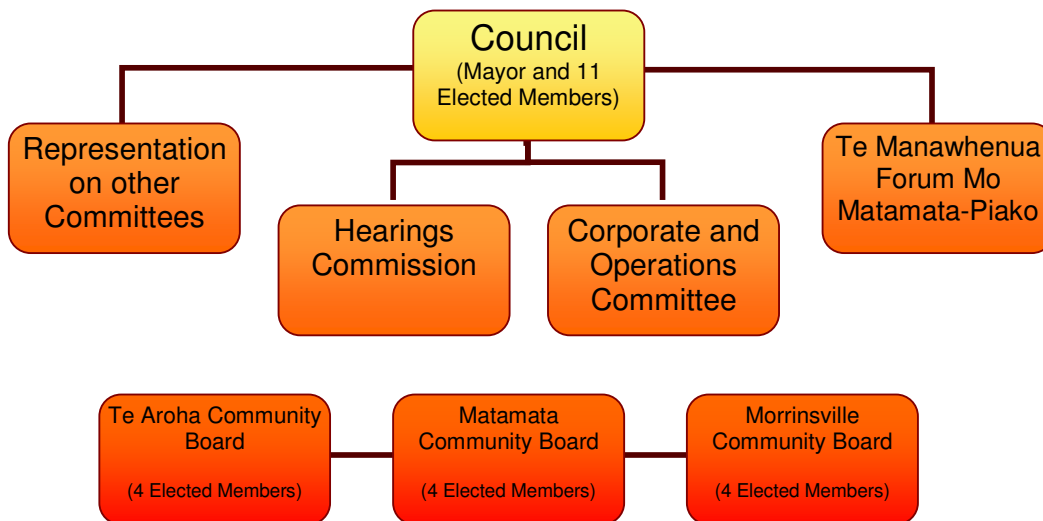 Council
(Mayor and 11
Elected Members)
Representation
on other
Committees
Te Manawhenua
Forum Mo
Matamata-Piako
Hearings
Commission
Corporate and
Operations
Committee
Te Aroha Community
Board
(4 Elected Members)
Matamata
Community Board
(4 Elected Members)
Morrinsville
Community Board
(4 Elected Members)